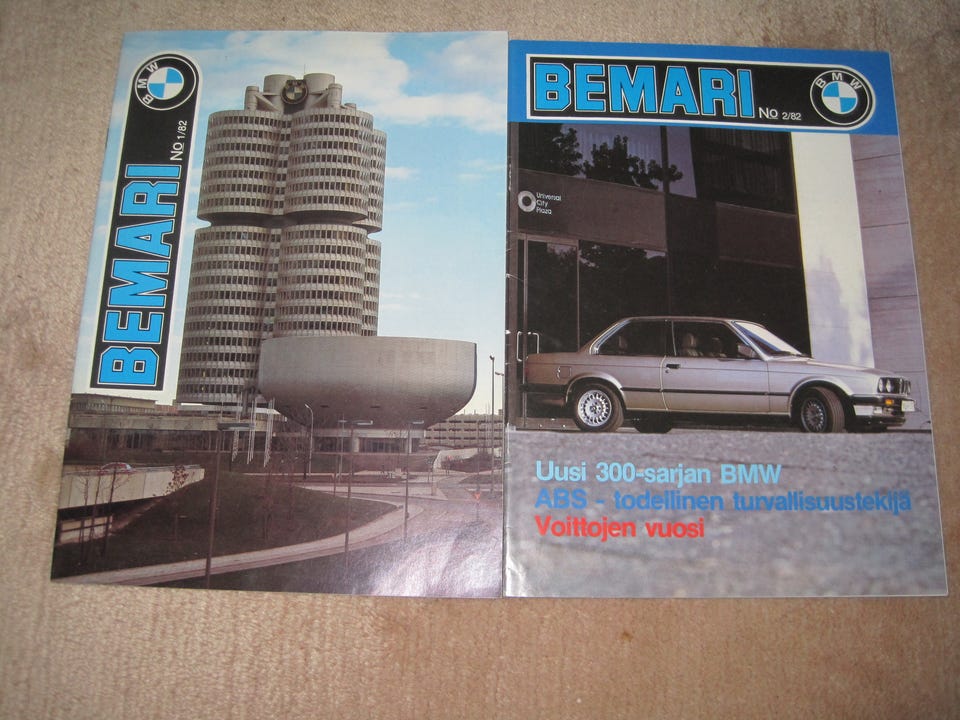 BMW
BEMARI No 1/82
BEMARI No 2/82
BMW
Universal
City
Plaza
Uusi 300-sarjan BMW
ABS - todellinen turvallisuustekijä
Voittojen vuosi